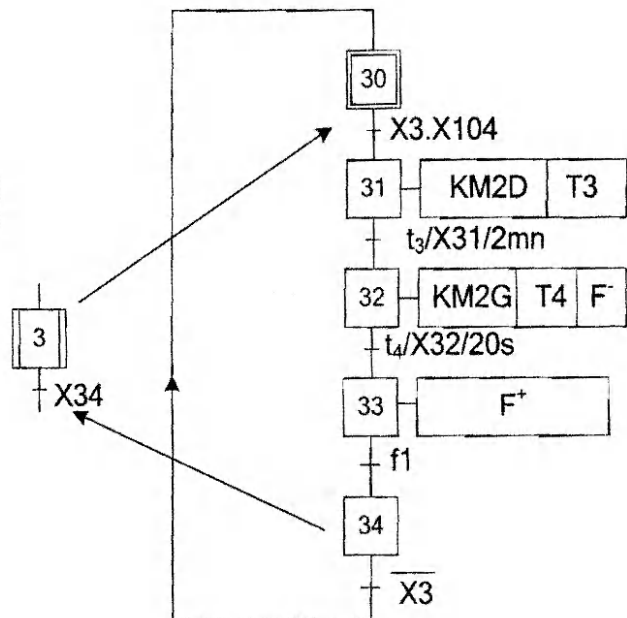 30
X3.X104
31 KM2D T3
t₃/X31/2mn
32 KM2G T4 F⁻
3
t₄/X32/20s
X34
33 F⁺
f1
34
X̅3̅